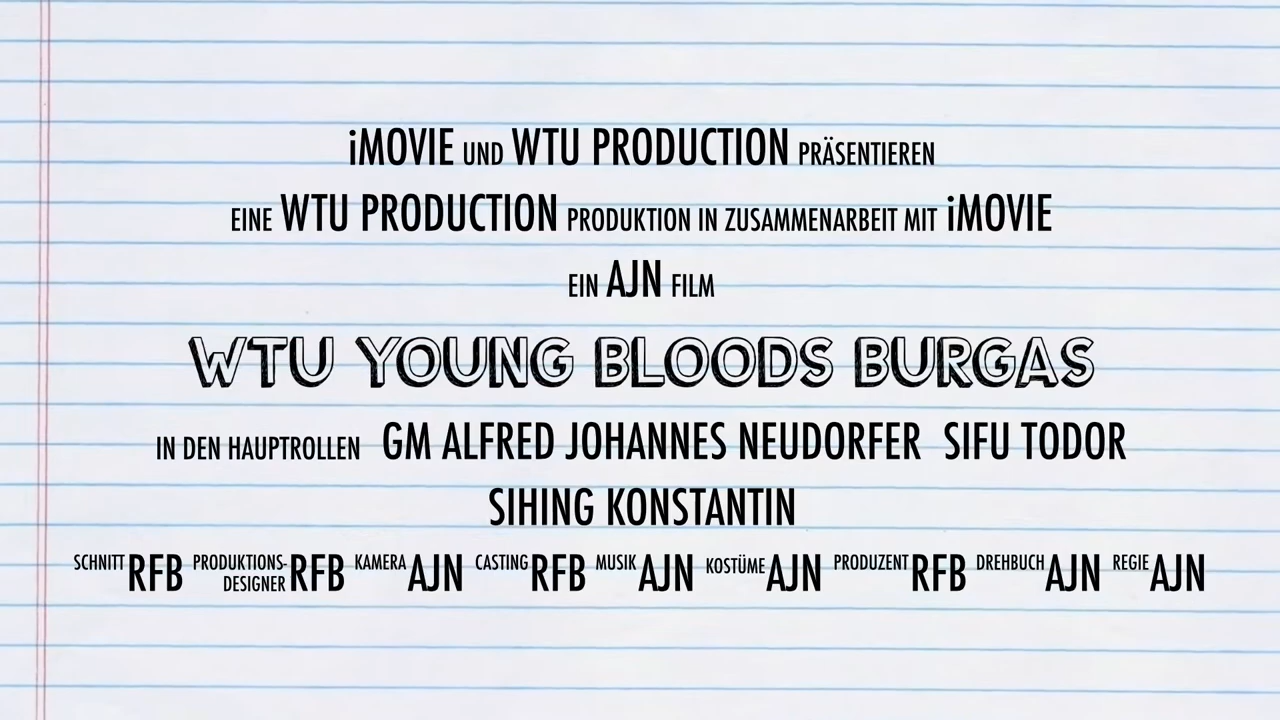 iMOVIE UND WTU PRODUCTION PRÄSENTIEREN
EINE WTU PRODUCTION PRODUKTION IN ZUSAMMENARBEIT MIT iMOVIE
EIN AJN FILM
WTU YOUNG BLOODS BURGAS
IN DEN HAUPTROLLEN GM ALFRED JOHANNES NEUDORFER SIFU TODOR
SIHING KONSTANTIN
SCHNITT RFB PRODUKTIONS-DESIGNER RFB KAMERA AJN CASTING RFB MUSIK AJN KOSTÜME AJN PRODUZENT RFB DREHBUCH AJN REGIE AJN